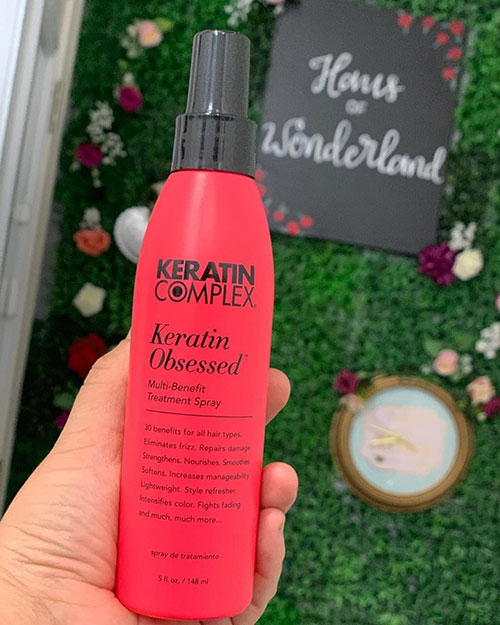 Haus
OF
Wonderland
KERATIN
COMPLEX®
Keratin
Obsessed™
Multi-Benefit
Treatment Spray
30 benefits for all hair types.
Eliminates frizz. Repairs damage.
Strengthens. Nourishes. Smoothes.
Softens. Increases manageability.
Lightweight. Style refresher.
Intensifies color. Fights fading
and much, much more...
spray de tratamiento
5 fl. oz. / 148 ml